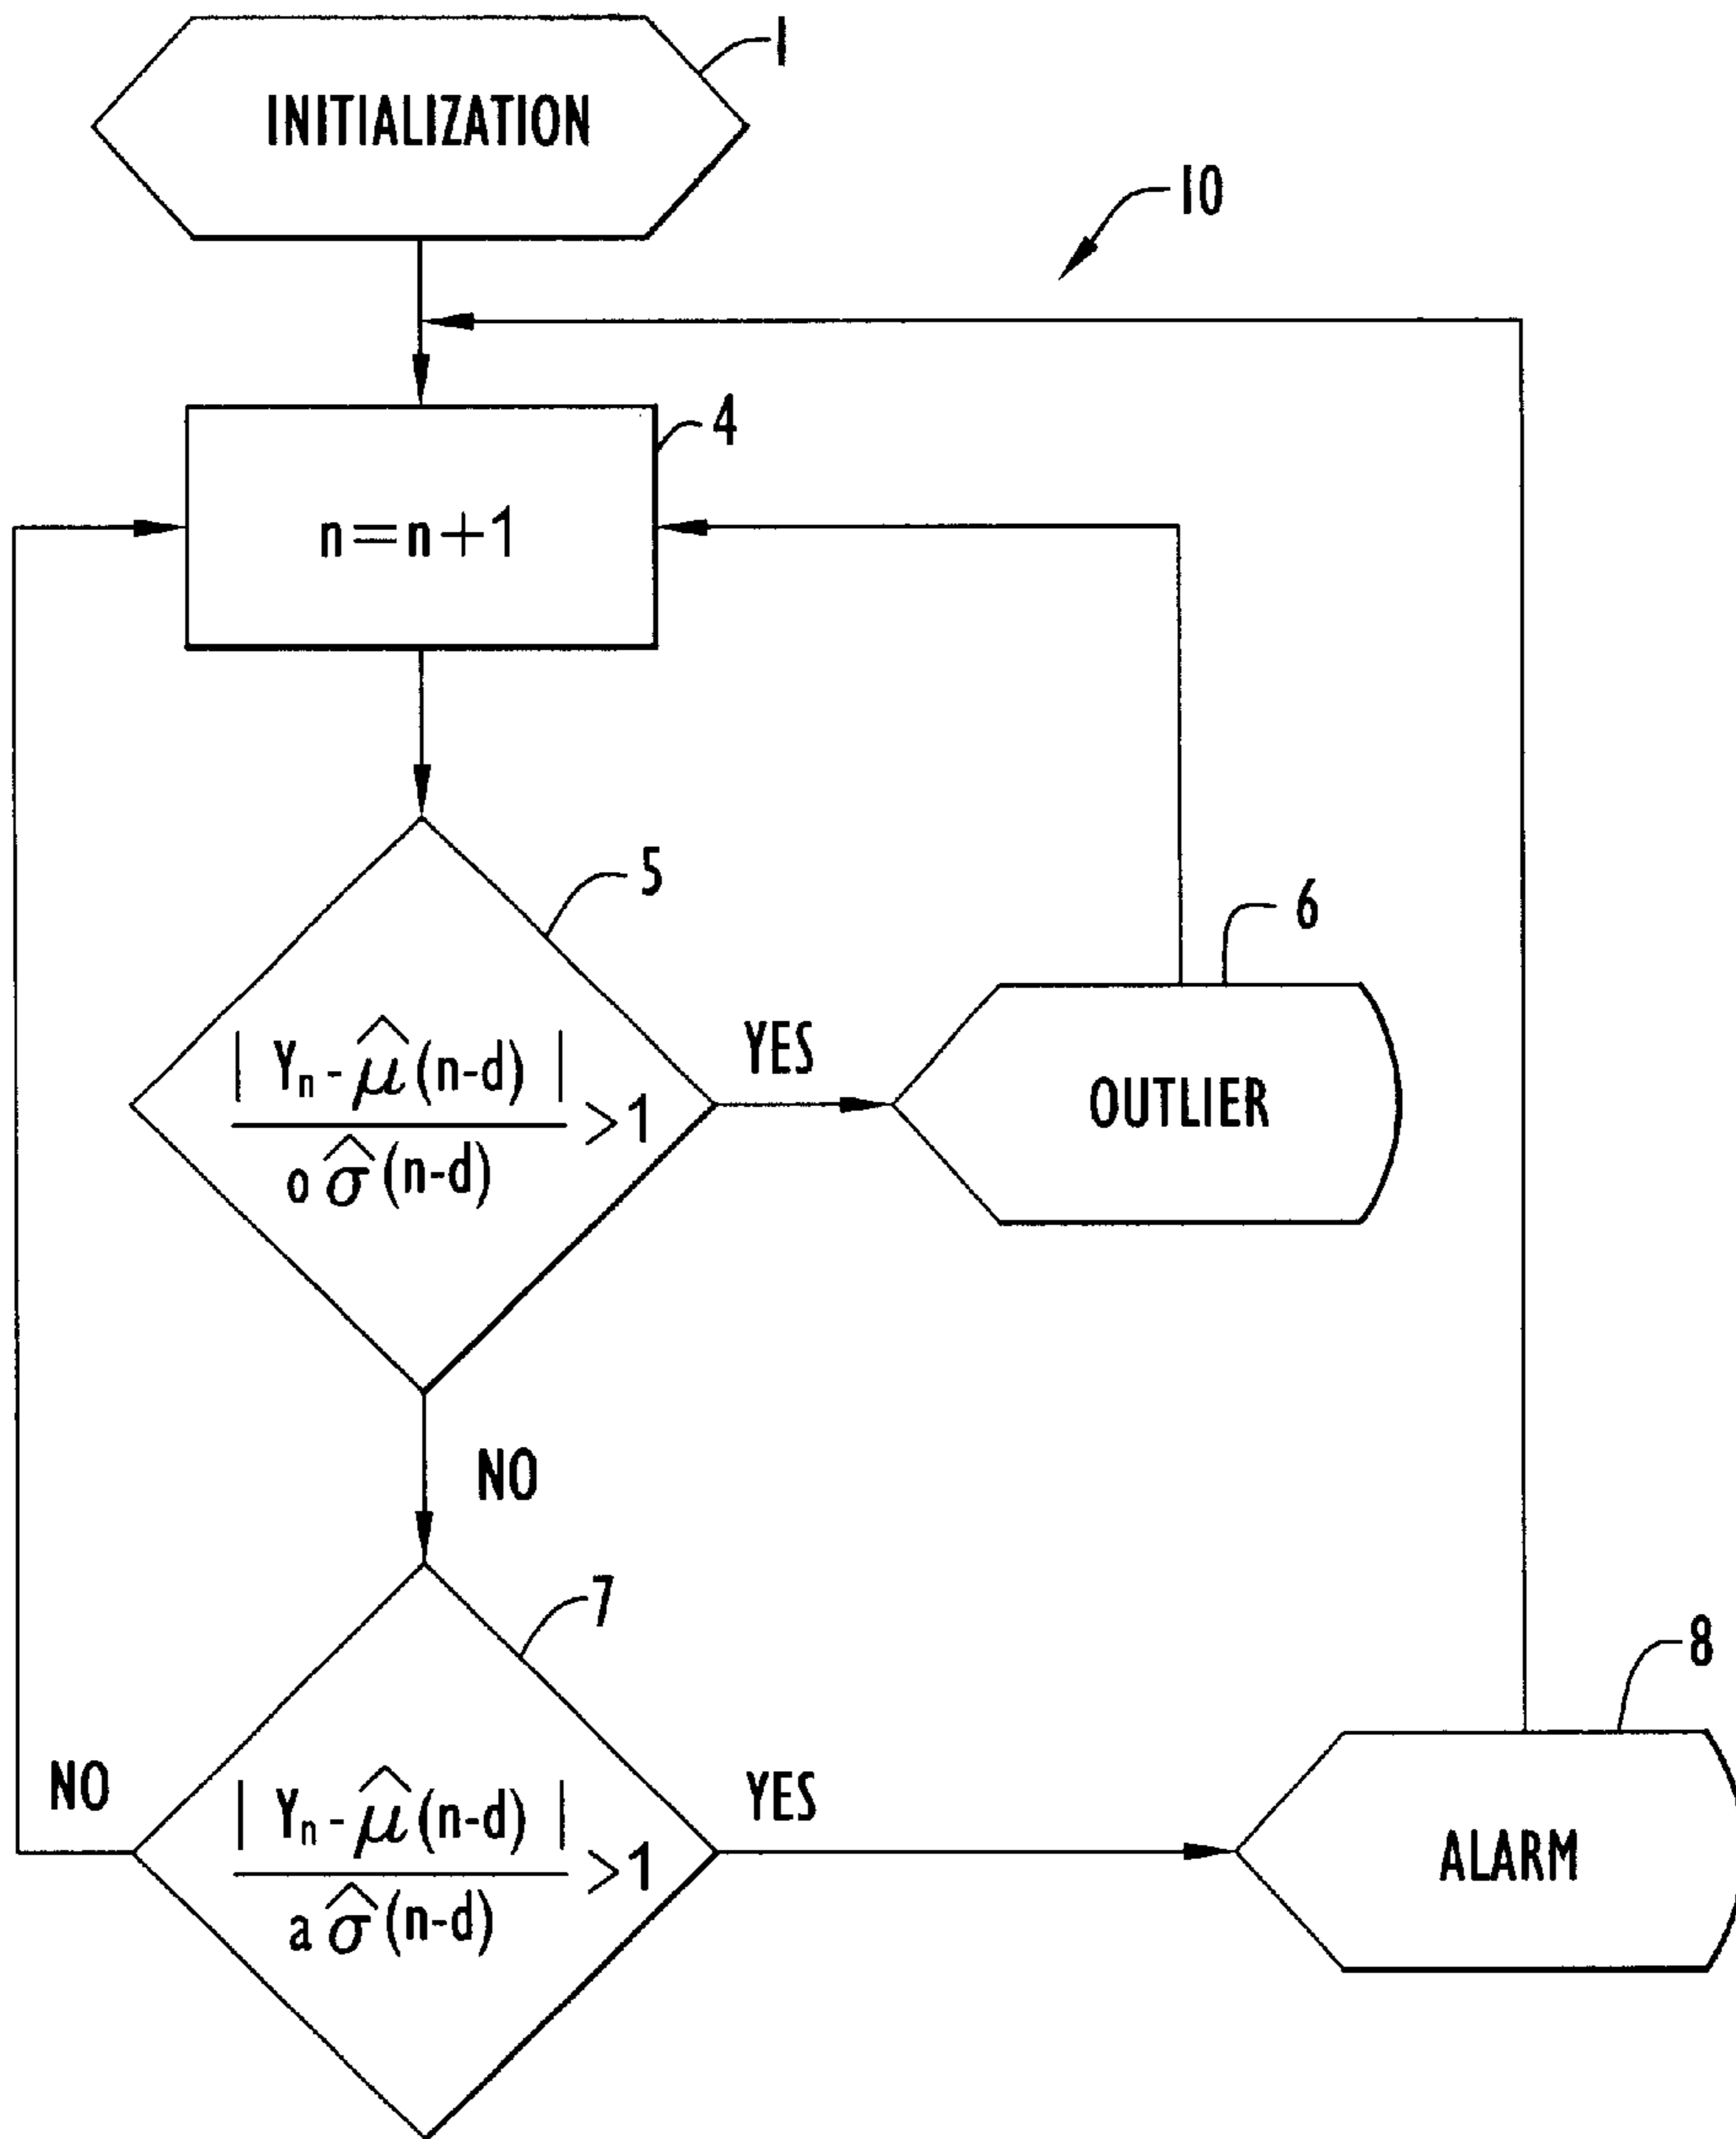 1
INITIALIZATION
10
4
n=n+1
5
6
| Yn - μ̂(n-d) |
o σ̂(n-d)
>1
YES
OUTLIER
NO
7
8
NO
| Yn - μ̂(n-d) |
a σ̂(n-d)
>1
YES
ALARM